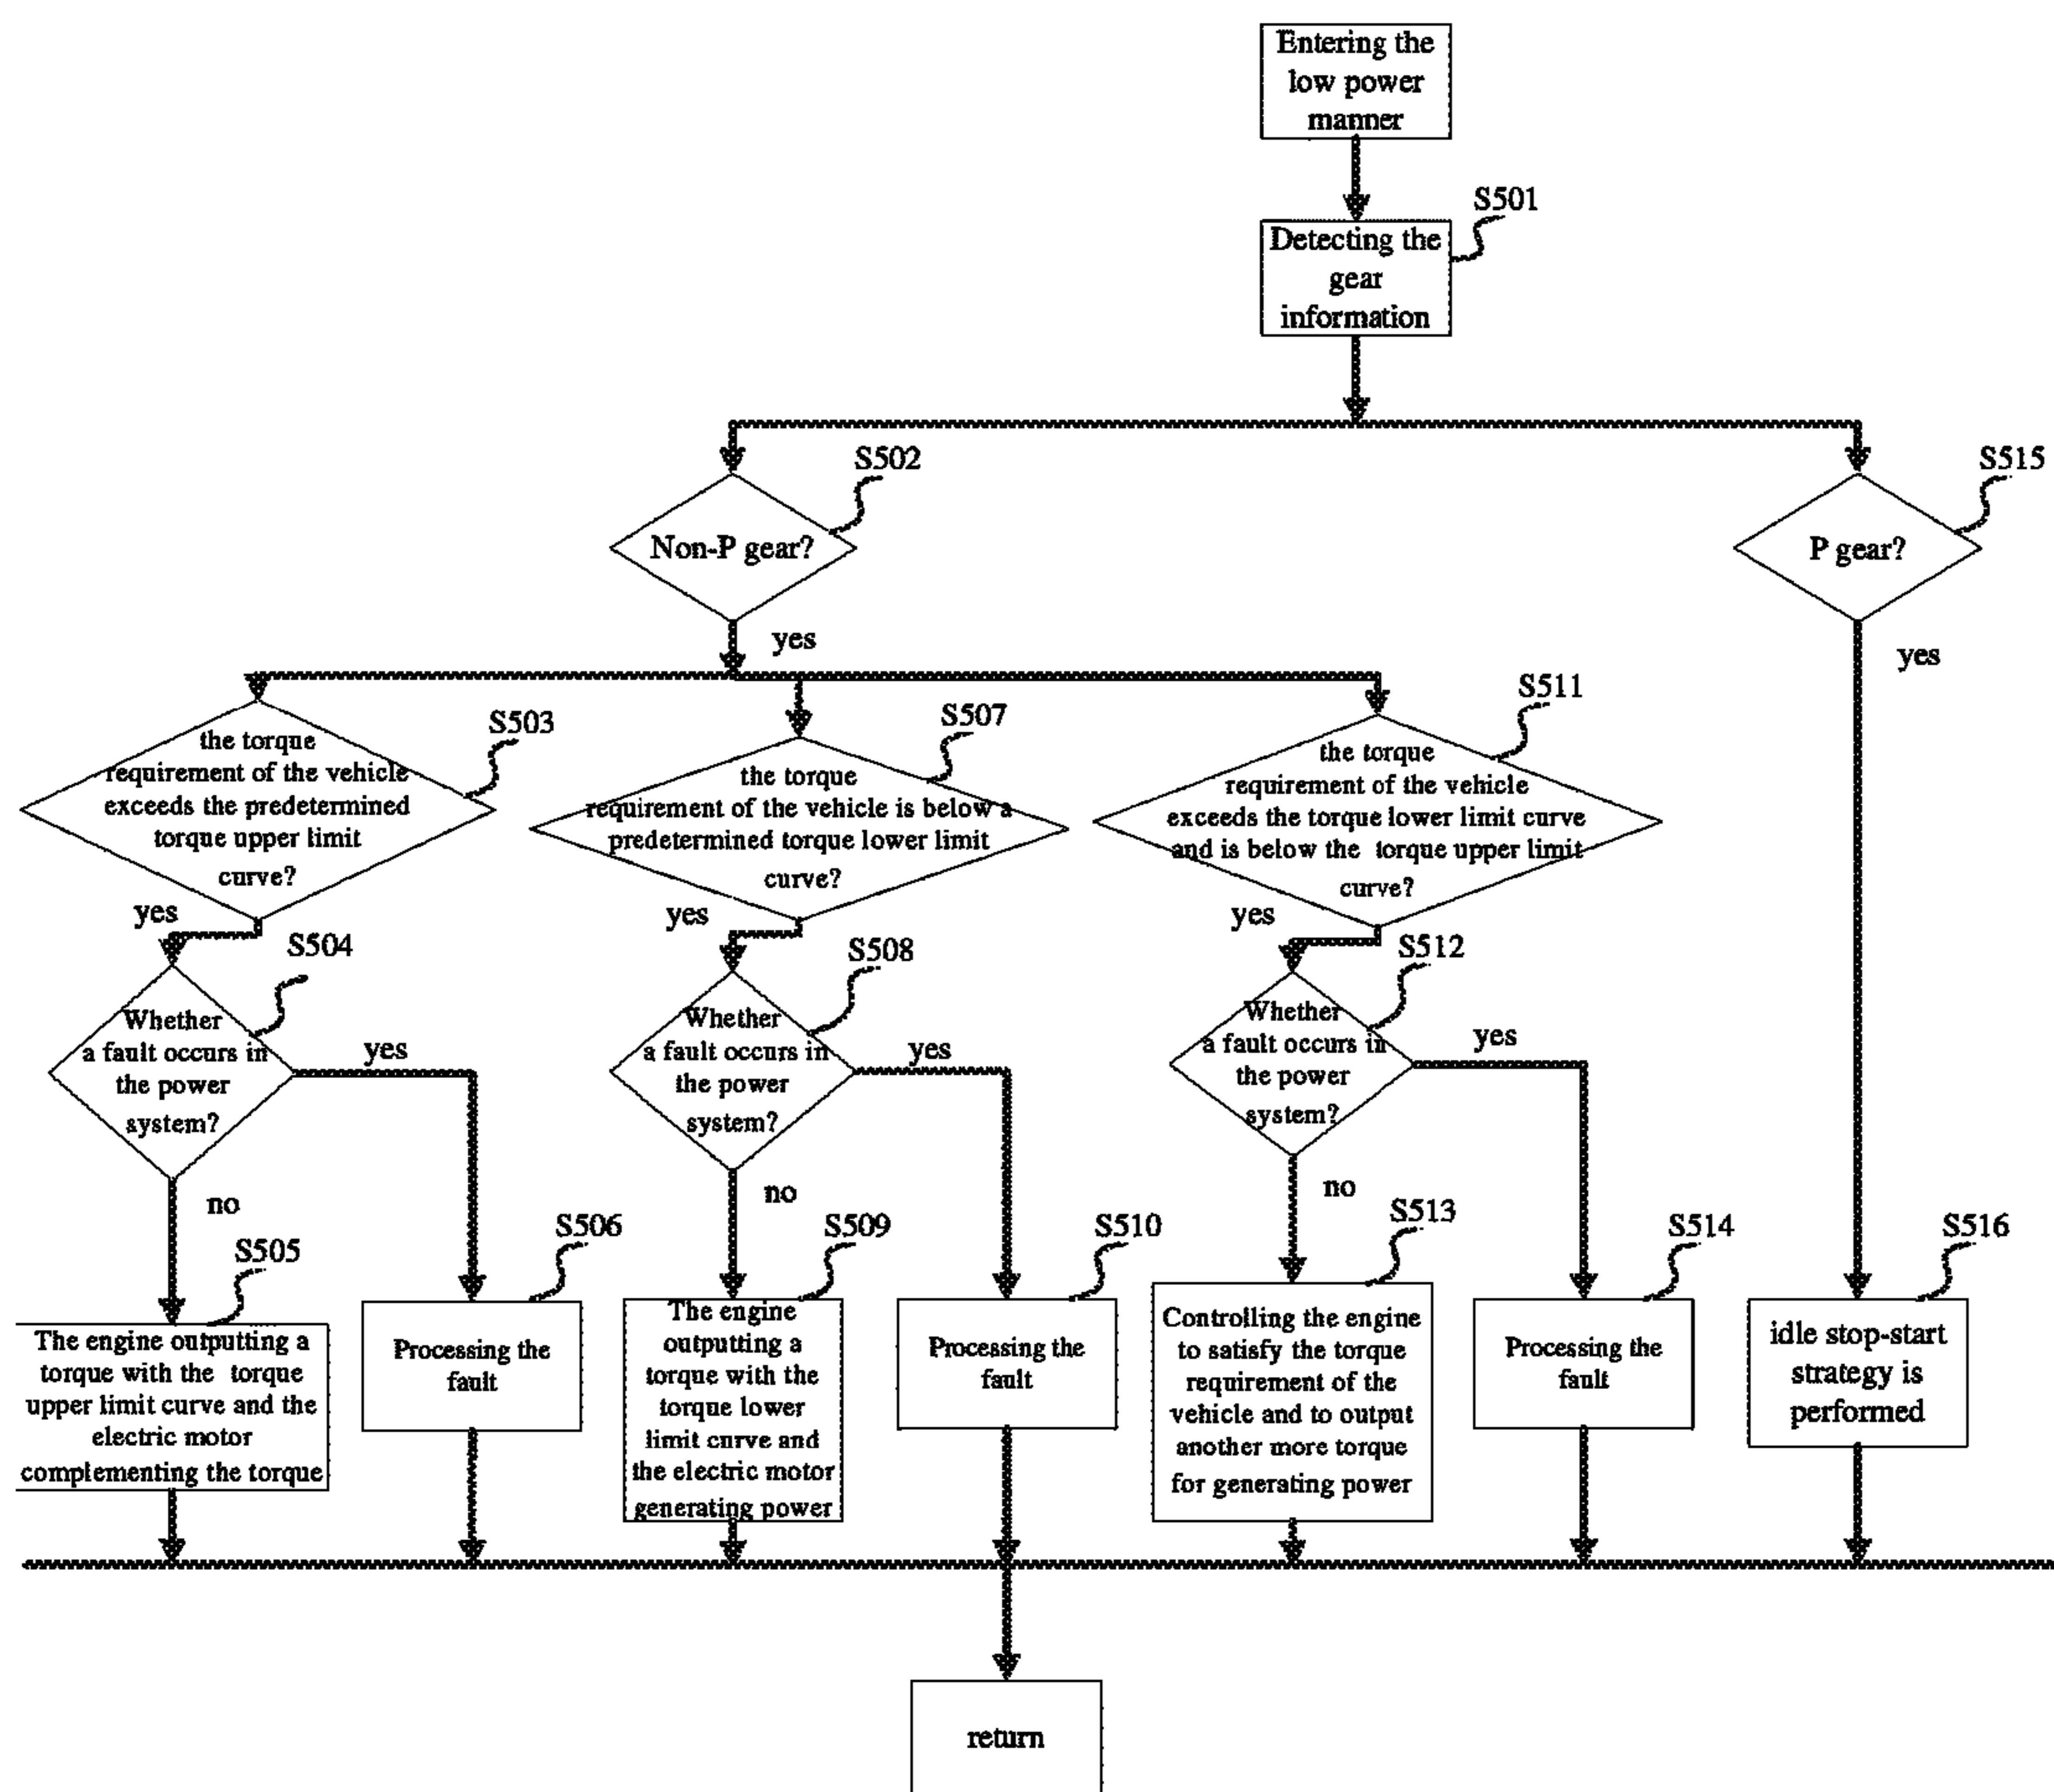 Entering the
low power
manner
S501
Detecting the
gear
information
S502
Non-P gear?
yes
S515
P gear?
yes
S503
the torque
requirement of the vehicle
exceeds the predetermined
torque upper limit
curve?
yes
S507
the torque
requirement of the vehicle is below a
predetermined torque lower limit
curve?
yes
S511
the torque
requirement of the vehicle
exceeds the torque lower limit curve
and is below the torque upper limit
curve?
yes
S504
Whether
a fault occurs in
the power
system?
yes
no
S508
Whether
a fault occurs in
the power
system?
yes
no
S512
Whether
a fault occurs in
the power
system?
yes
no
S505
The engine outputting a
torque with the torque
upper limit curve and the
electric motor
complementing the torque
S506
Processing the
fault
S509
The engine
outputting a
torque with the
torque lower
limit curve and
the electric motor
generating power
S510
Processing the
fault
S513
Controlling the engine
to satisfy the torque
requirement of the
vehicle and to output
another more torque
for generating power
S514
Processing the
fault
S516
idle stop-start
strategy is
performed
return